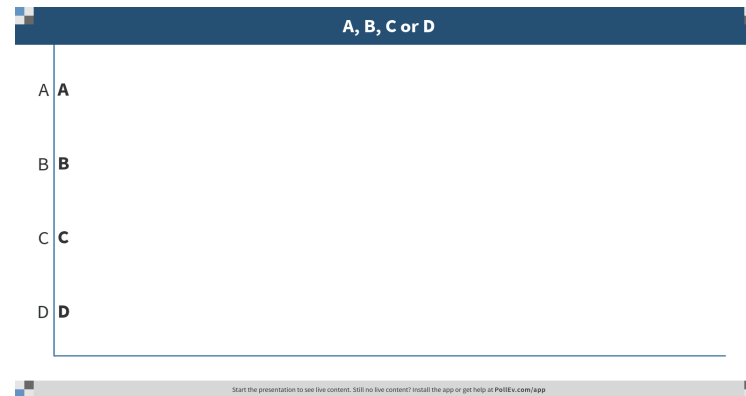 A, B, C or D
A A
B B
C C
D D
Start the presentation to see live content. Still no live content? Install the app or get help at PollEv.com/app